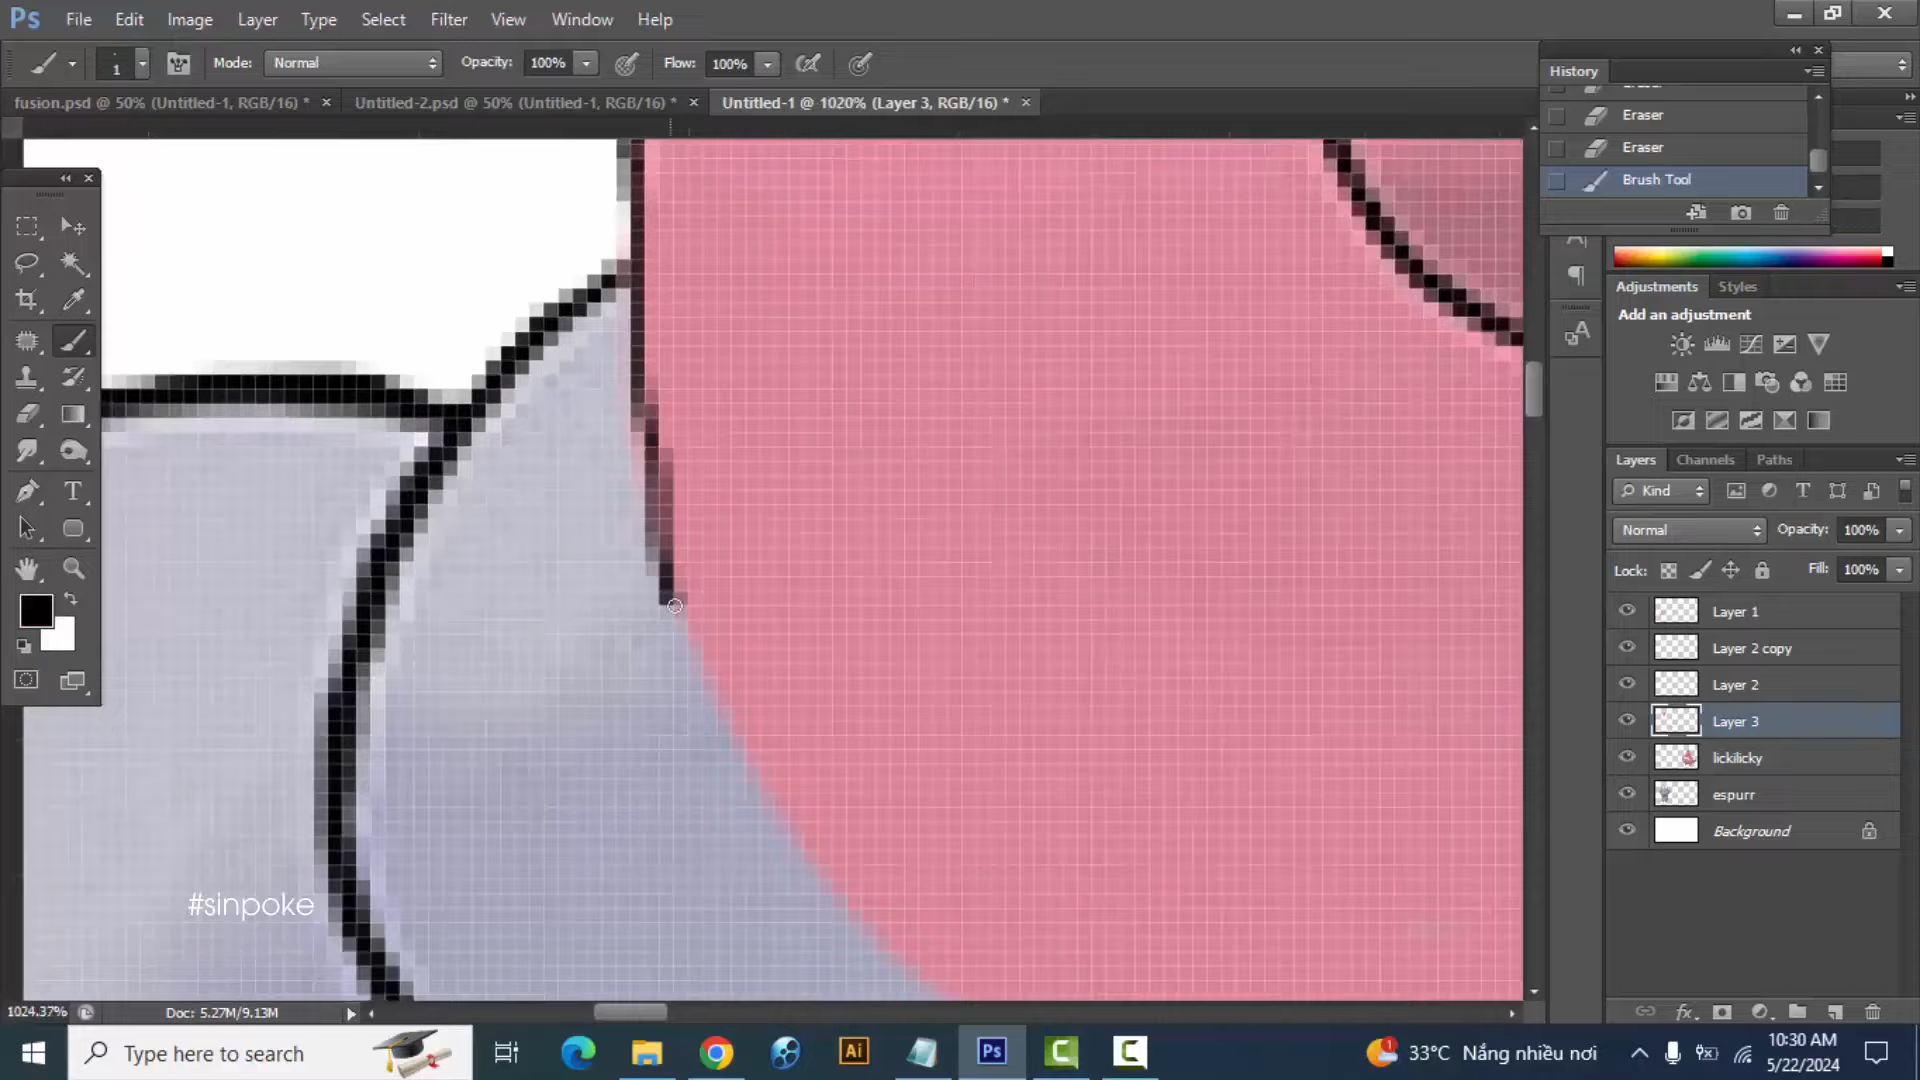 Ps File Edit Image Layer Type Select Filter View Window Help
1 Mode: Normal Opacity: 100% Flow: 100%
fusion.psd @ 50% (Untitled-1, RGB/16) * × Untitled-2.psd @ 50% (Untitled-1, RGB/16) * × Untitled-1 @ 1020% (Layer 3, RGB/16) * ×
History
Eraser
Eraser
Brush Tool
Adjustments Styles
Add an adjustment
Layers Channels Paths
Kind
Normal Opacity: 100%
Lock: Fill: 100%
Layer 1
Layer 2 copy
Layer 2
Layer 3
lickilicky
espurr
Background
#sinpoke
1024.37% Doc: 5.27M/9.13M
Type here to search
Ai
Ps
33°C Nắng nhiều nơi
10:30 AM
5/22/2024